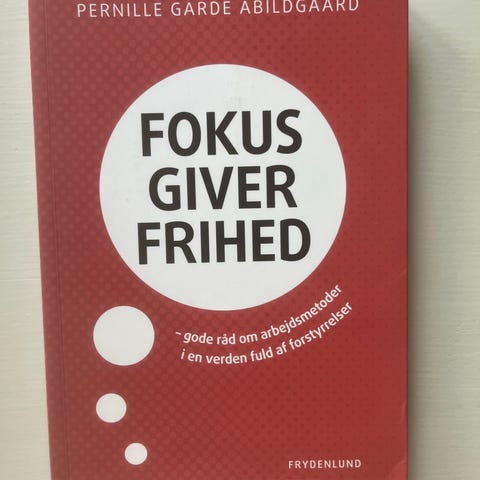 PERNILLE GARDE ABILDGAARD
FOKUS
GIVER
FRIHED
– gode råd om arbejdsmetoder
i en verden fuld af forstyrrelser
FRYDENLUND